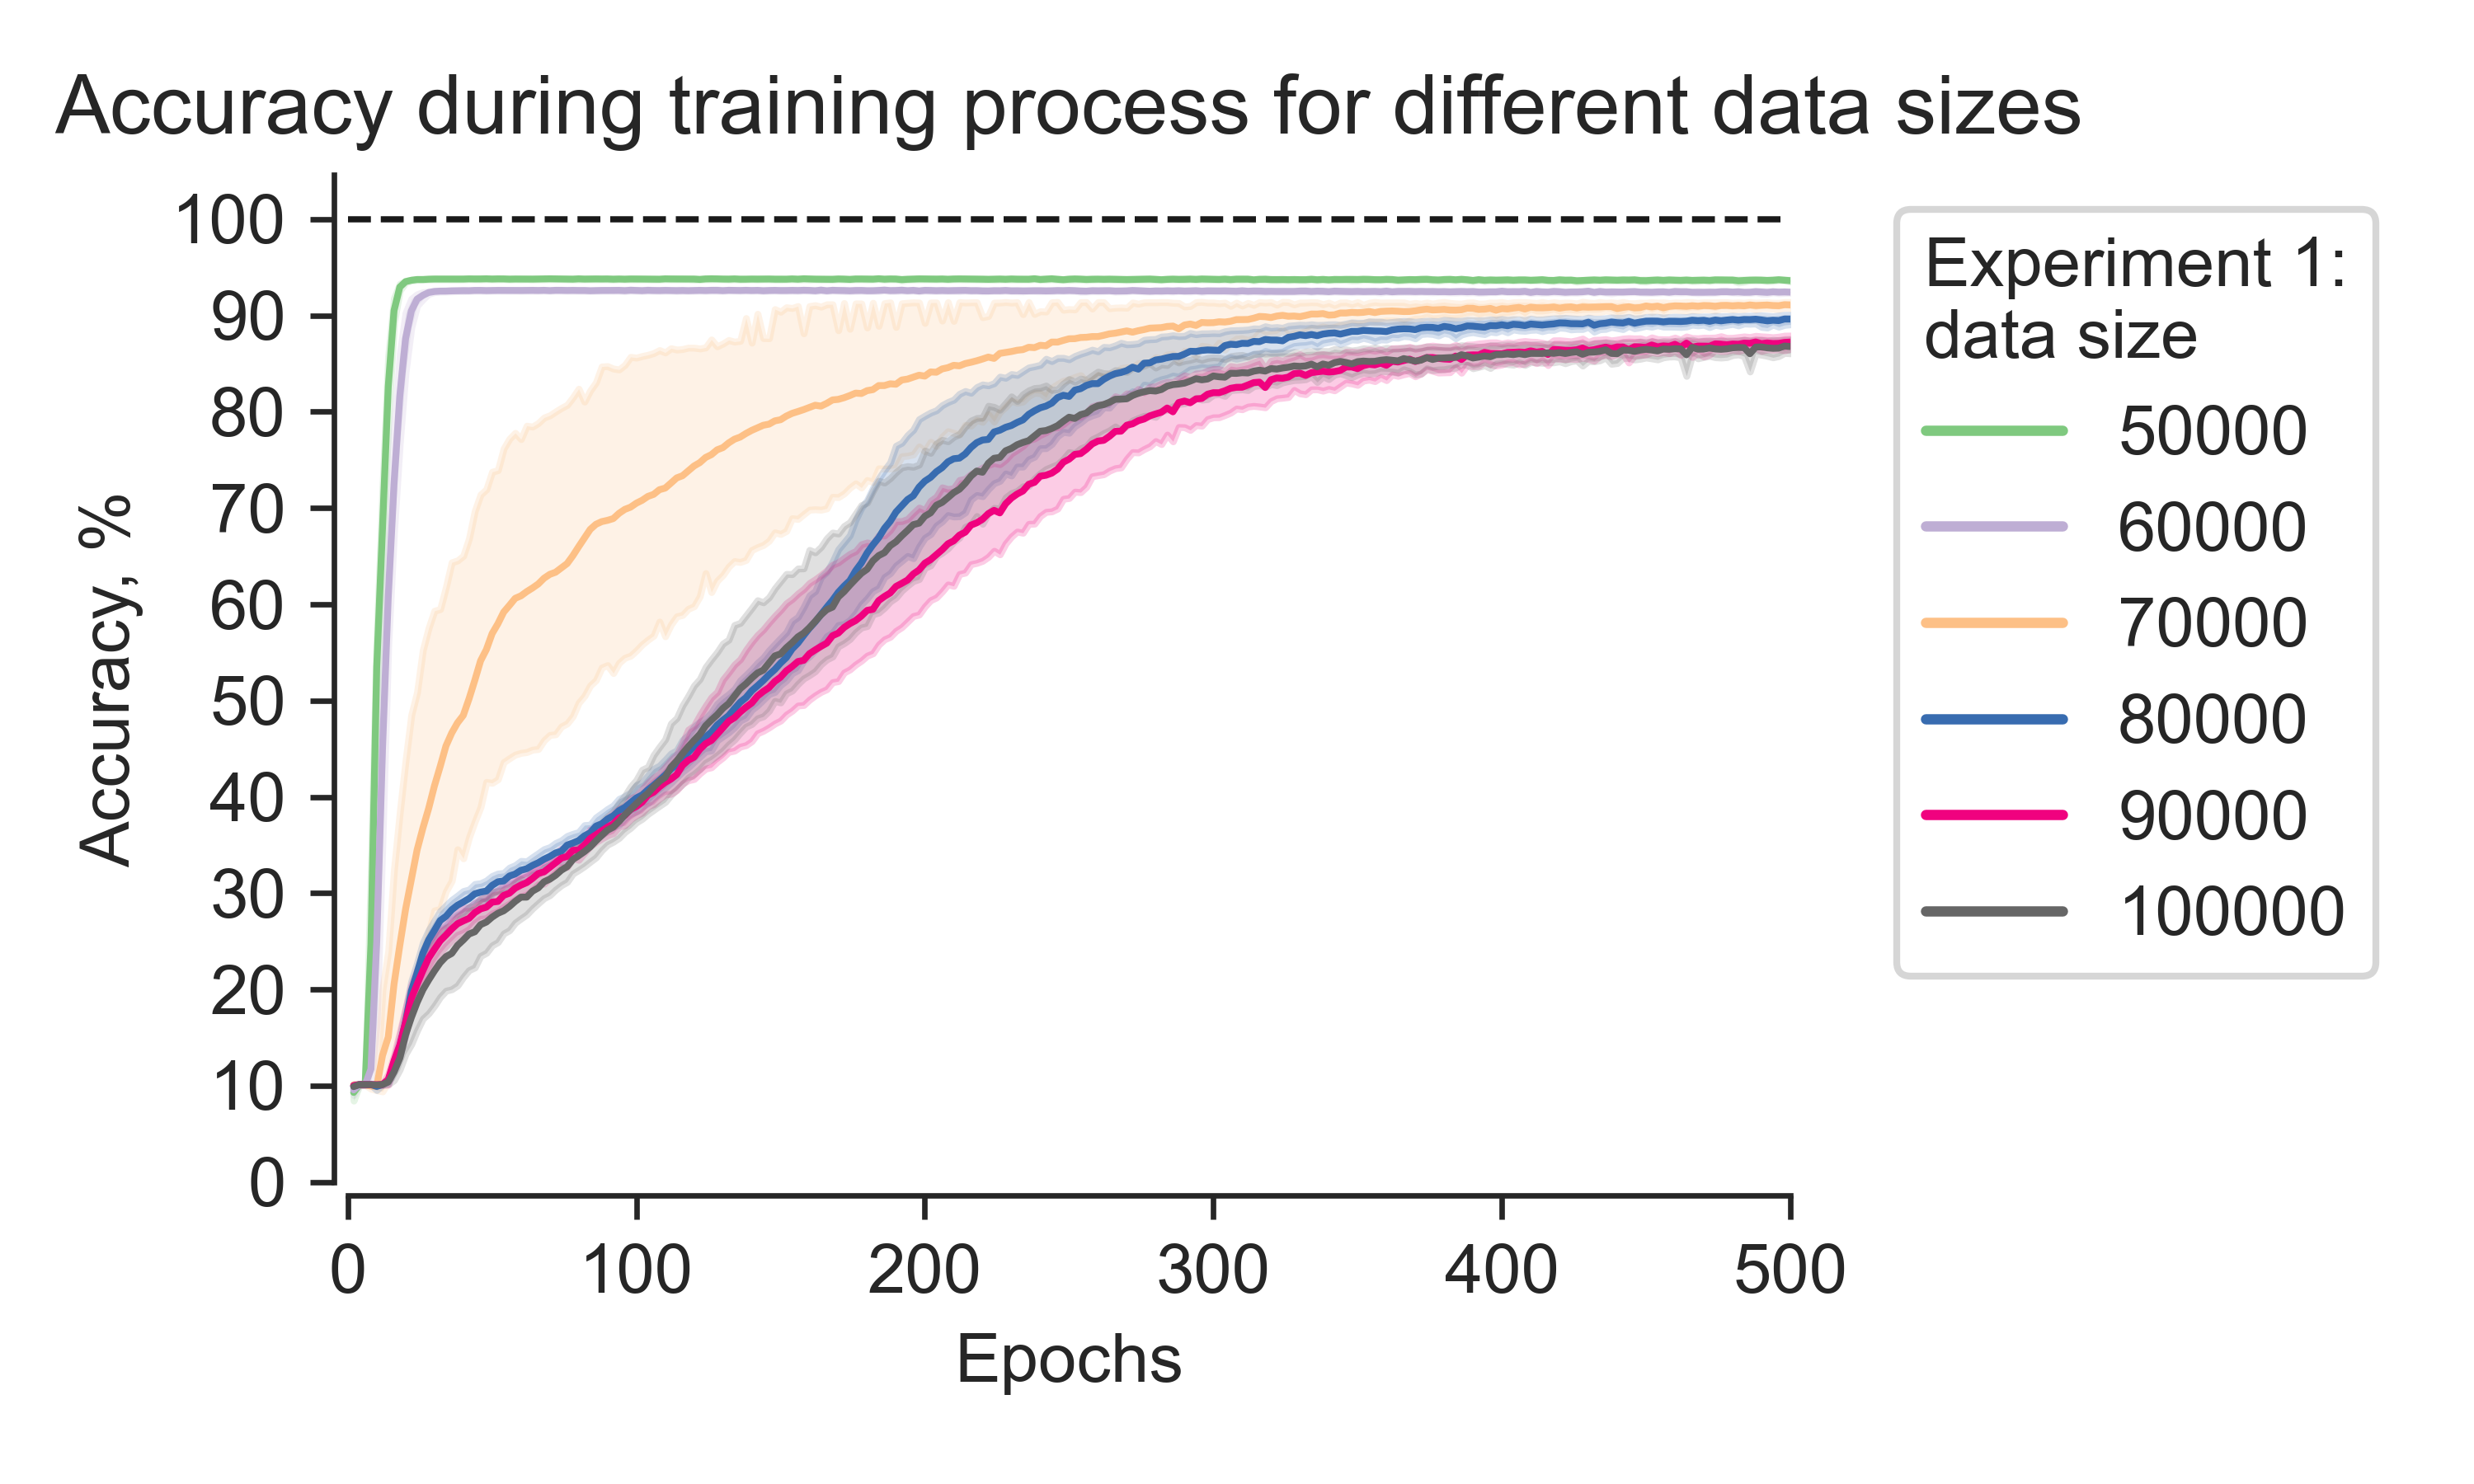 Accuracy during training process for different data sizes
Accuracy, %
100
90
80
70
60
50
40
30
20
10
0
0 100 200 300 400 500
Epochs
Experiment 1:
data size
50000
60000
70000
80000
90000
100000